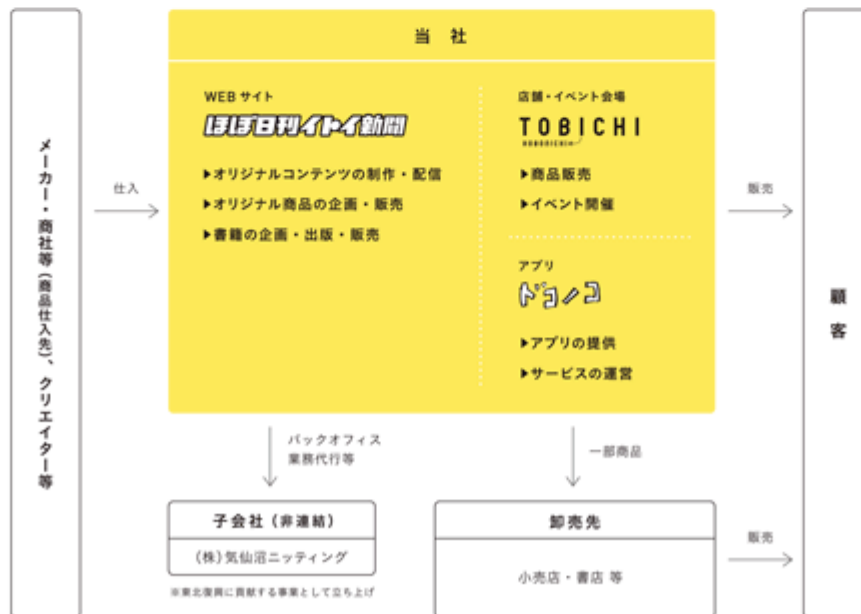 当社
WEBサイト
ほぼ日刊イトイ新聞
▶オリジナルコンテンツの制作・配信
▶オリジナル商品の企画・販売
▶書籍の企画・出版・販売
店舗・イベント会場
TOBICHI
HOBONICHI
▶商品販売
▶イベント開催
アプリ
ドコノコ
▶アプリの提供
▶サービスの運営
メーカー・商社等(商品仕入先)、クリエイター等
仕入
販売
顧客
バックオフィス
業務代行等
一部商品
子会社(非連結)
(株)気仙沼ニッティング
※東北復興に貢献する事業として立ち上げ
卸売先
小売店・書店 等
販売